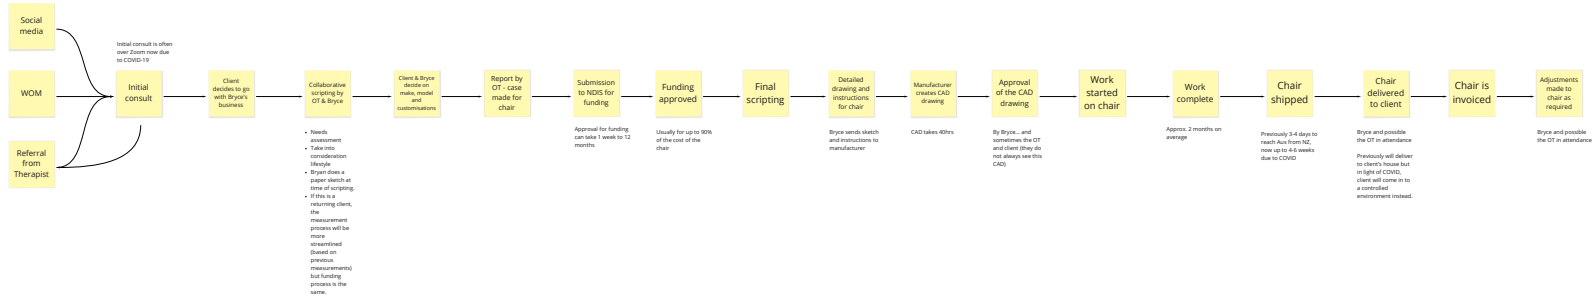 Social
media
WOM
Referral
from
Therapist
Initial consult is often
over Zoom now due
to COVID-19
Initial
consult
Client
decides to go
with Bryce's
business
Collaborative
scripting by
OT & Bryce
• Needs
assessment
• Take into
consideration
lifestyle
• Bryan does a
paper sketch at
time of scripting.
• If this is a
returning client,
the
measurement
process will be
more
streamlined
(based on
previous
measurements)
but funding
process is the
same.
Client & Bryce
decide on
make, model
and
customisations
Report by
OT - case
made for
chair
Submission
to NDIS for
funding
Approval for funding
can take 1 week to 12
months
Funding
approved
Usually for up to 90%
of the cost of the
chair
Final
scripting
Detailed
drawing and
instructions
for chair
Bryce sends sketch
and instructions to
manufacturer
Manufacturer
creates CAD
drawing
CAD takes 40hrs
Approval
of the CAD
drawing
By Bryce... and
sometimes the OT
and client (they do
not always see this
CAD)
Work
started
on chair
Work
complete
Approx. 2 months on
average
Chair
shipped
Previously 3-4 days to
reach Aus from NZ,
now up to 4-6 weeks
due to COVID
Chair
delivered
to client
Bryce and possible
the OT in attendance
Previously will deliver
to client's house but
in light of COVID,
client will come in to
a controlled
environment instead.
Chair is
invoiced
Adjustments
made to
chair as
required
Bryce and possible
the OT in attendance